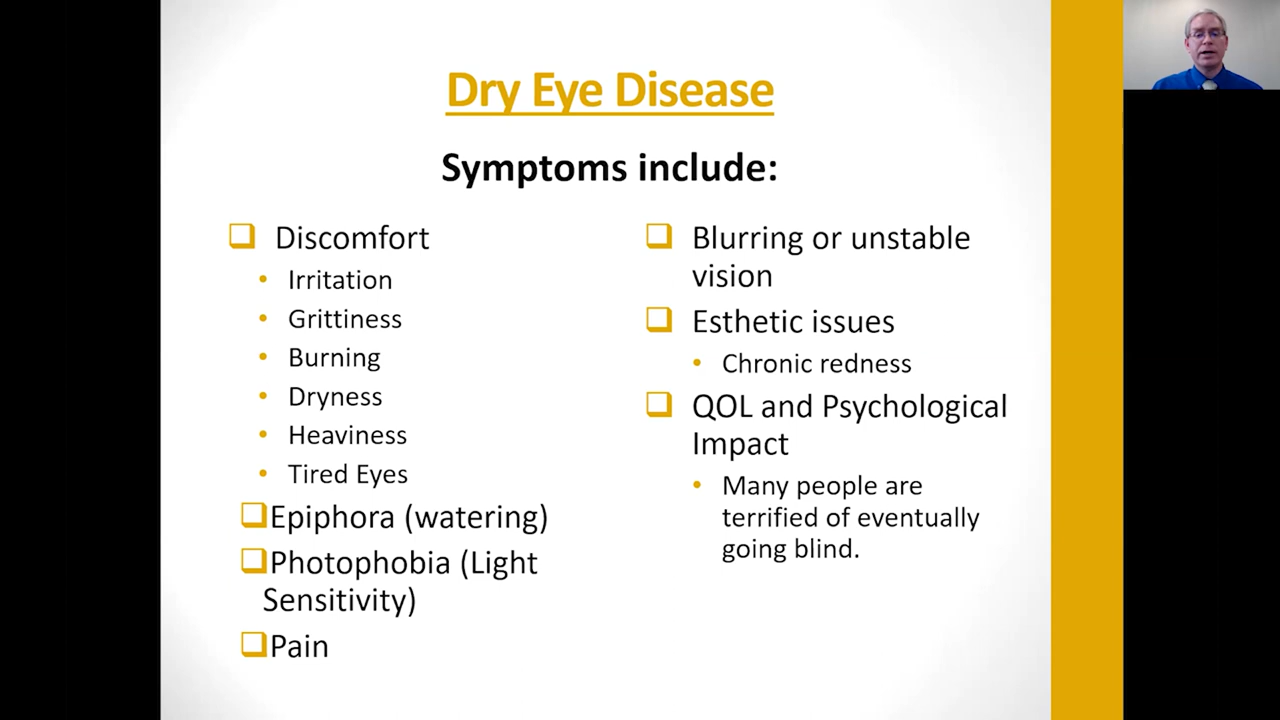 Dry Eye Disease
Symptoms include:
Discomfort
Irritation
Grittiness
Burning
Dryness
Heaviness
Tired Eyes
Epiphora (watering)
Photophobia (Light
Sensitivity)
Pain
Blurring or unstable
vision
Esthetic issues
Chronic redness
QOL and Psychological
Impact
Many people are
terrified of eventually
going blind.